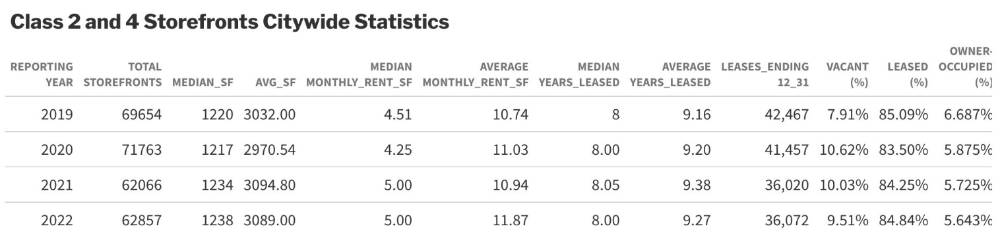 Class 2 and 4 Storefronts Citywide Statistics
REPORTING YEAR TOTAL STOREFRONTS MEDIAN_SF AVG_SF MEDIAN MONTHLY_RENT_SF AVERAGE MONTHLY_RENT_SF MEDIAN YEARS_LEASED AVERAGE YEARS_LEASED LEASES_ENDING 12_31 VACANT (%) LEASED (%) OWNER-OCCUPIED (%)
2019 69654 1220 3032.00 4.51 10.74 8 9.16 42,467 7.91% 85.09% 6.687%
2020 71763 1217 2970.54 4.25 11.03 8.00 9.20 41,457 10.62% 83.50% 5.875%
2021 62066 1234 3094.80 5.00 10.94 8.05 9.38 36,020 10.03% 84.25% 5.725%
2022 62857 1238 3089.00 5.00 11.87 8.00 9.27 36,072 9.51% 84.84% 5.643%